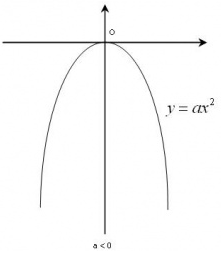 O
y = ax²
a < 0